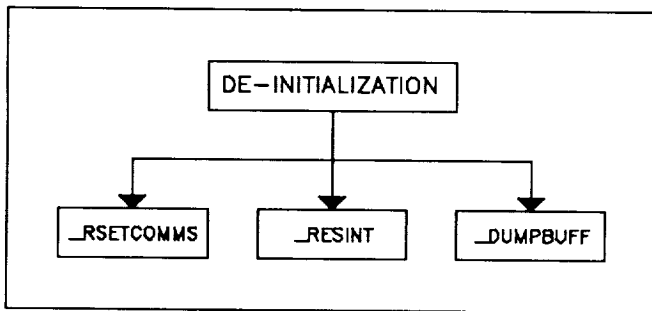 DE-INITIALIZATION
_RSETCOMMS
_RESINT
_DUMPBUFF